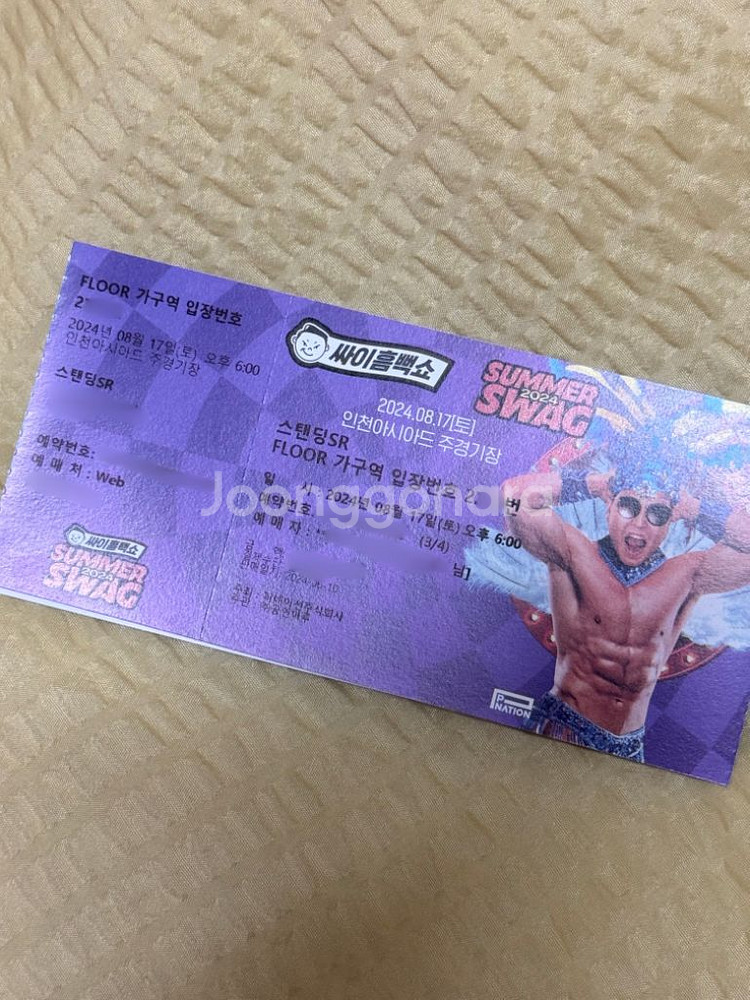 FLOOR 가구역 입장번호
2
2024년 08월 17일(토) 오후 6:00
인천아시아드 주경기장
스탠딩SR
예약번호:
예 매 처 : Web
싸이흠뻑쇼
SUMMER
2024
SWAG
싸이흠뻑쇼
SUMMER
2024
SWAG
2024.08.17[토]
인천아시아드 주경기장
스탠딩SR
FLOOR 가구역 입장번호 2 번
일 2024년 08월 17일(토) 오후 6:00
예약번호: (3/4)
예 매 자 : 남]
P NATION
Joonggonara